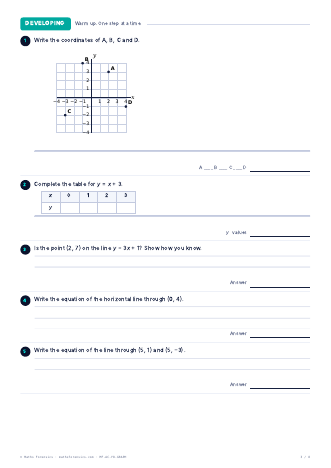 DEVELOPING Warm up. One step at a time
1 Write the coordinates of A, B, C and D.
y
B
4
3
A
2
1
x
−4 −3 −2 −1
1 2 3 4
D
−1
C
−2
−3
−4
A ___ B ___ C ___ D
2 Complete the table for y = x + 3.
x 0 1 2 3
y
y values
3 Is the point (2, 7) on the line y = 3x + 1? Show how you know.
Answer
4 Write the equation of the horizontal line through (0, 4).
Answer
5 Write the equation of the line through (5, 1) and (5, −3).
Answer